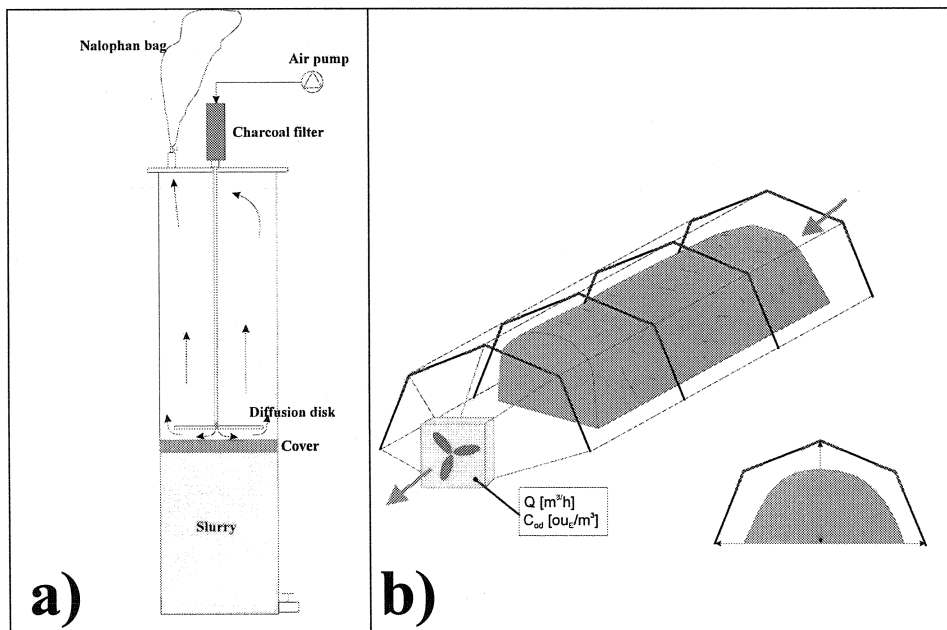 Nalophan bag
Air pump
Charcoal filter
Diffusion disk
Cover
Slurry
a)
Q [m³/h]
C_od [ou_E/m³]
b)